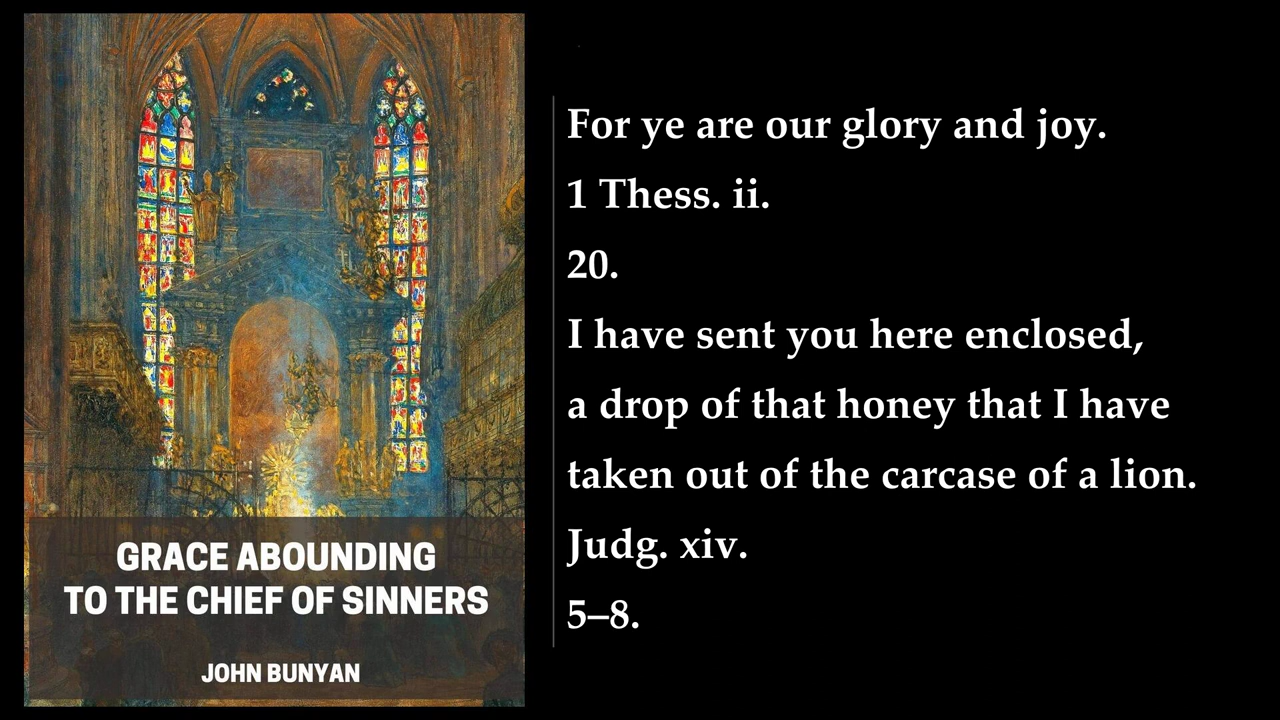 GRACE ABOUNDING
TO THE CHIEF OF SINNERS
JOHN BUNYAN
For ye are our glory and joy.
1 Thess. ii.
20.
I have sent you here enclosed,
a drop of that honey that I have
taken out of the carcase of a lion.
Judg. xiv.
5–8.